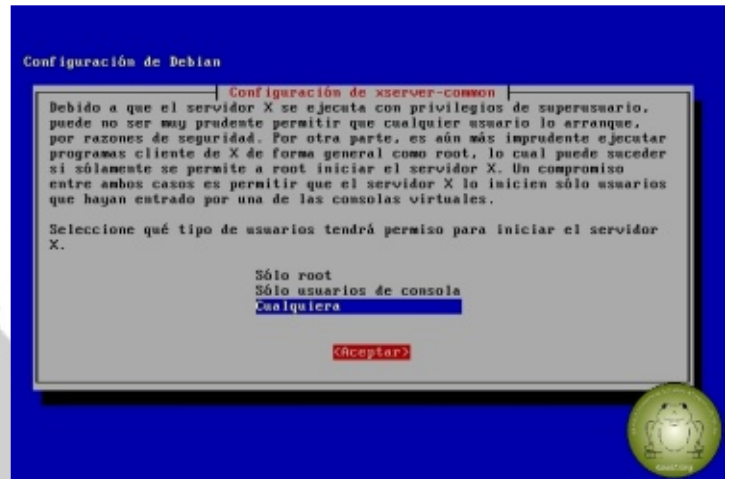 Configuración de Debian
Configuración de xserver-common
Debido a que el servidor X se ejecuta con privilegios de superusuario,
puede no ser muy prudente permitir que cualquier usuario lo arranque,
por razones de seguridad. Por otra parte, es aún más imprudente ejecutar
programas cliente de X de forma general como root, lo cual puede suceder
si sólamente se permite a root iniciar el servidor X. Un compromiso
entre ambos casos es permitir que el servidor X lo inicien sólo usuarios
que hayan entrado por una de las consolas virtuales.
Seleccione qué tipo de usuarios tendrá permiso para iniciar el servidor
X.
Sólo root
Sólo usuarios de consola
Cualquiera
<Aceptar>